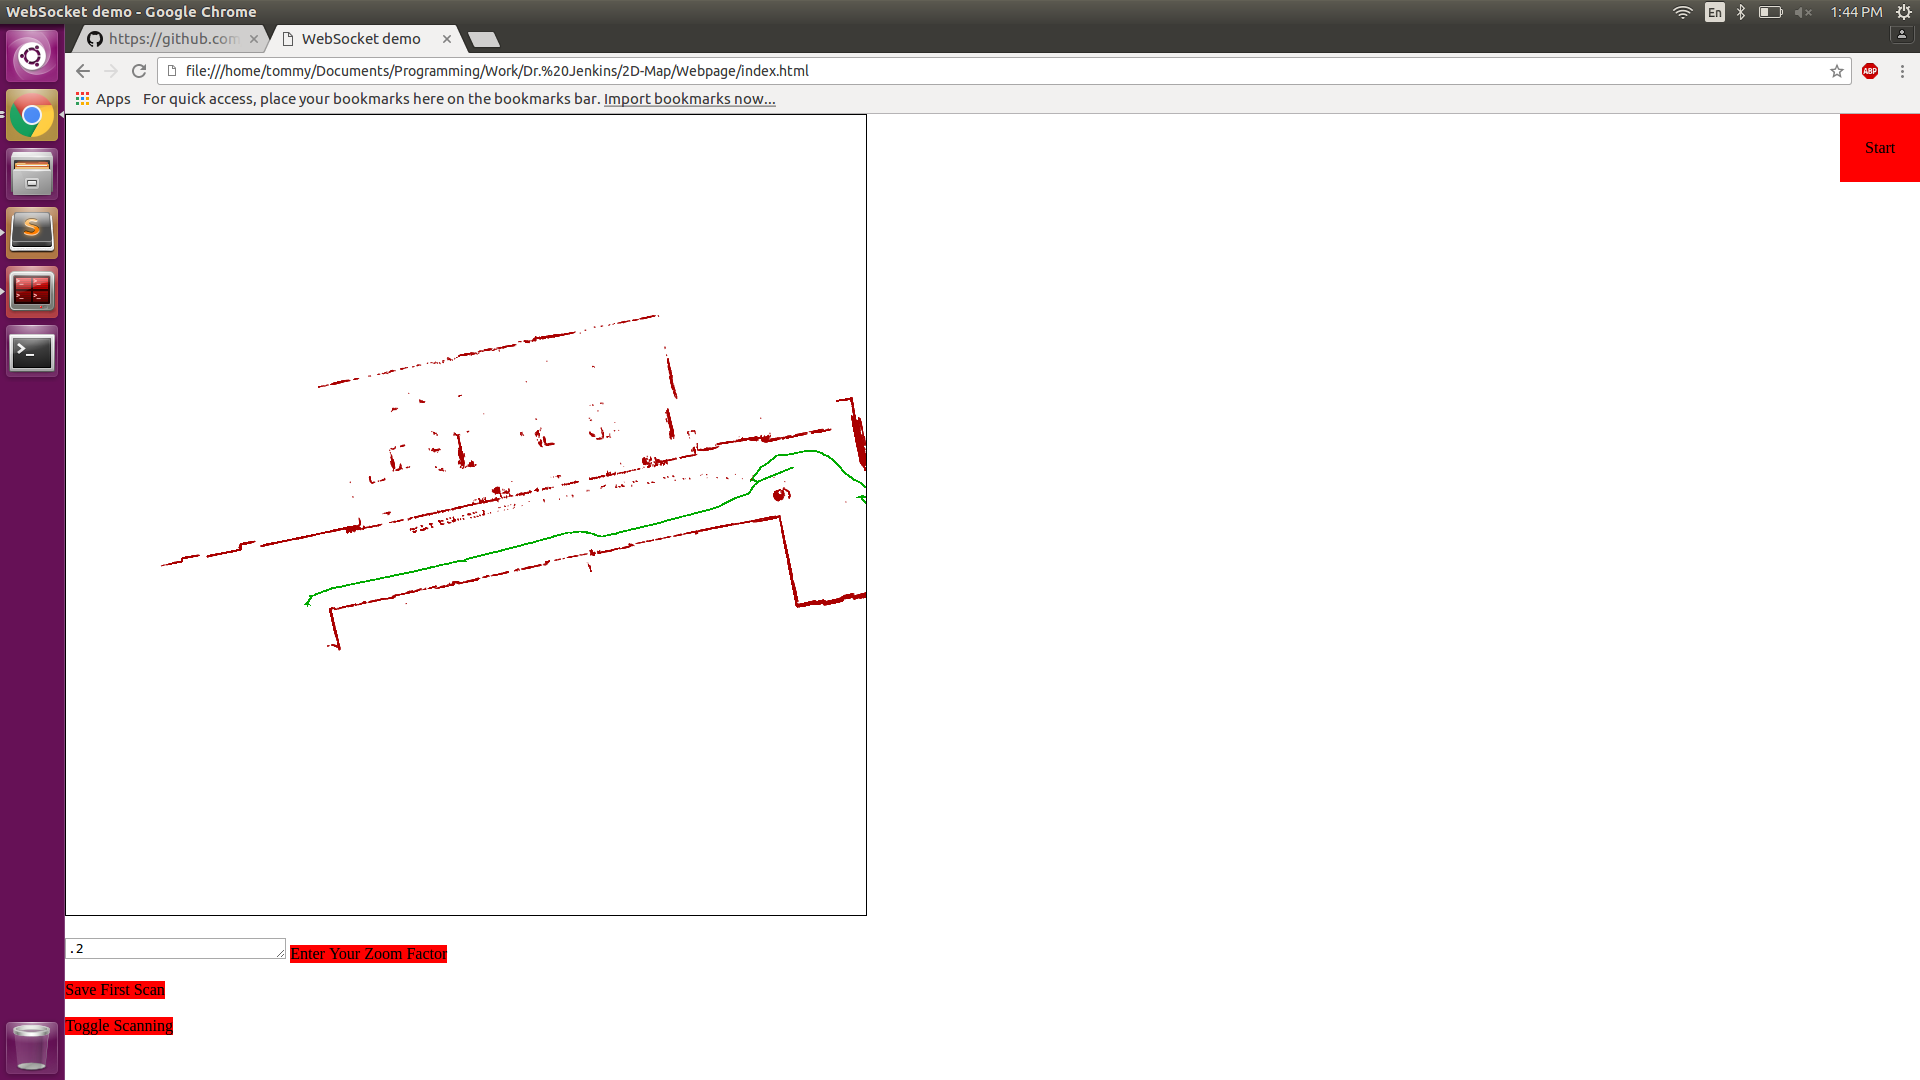 WebSocket demo - Google Chrome
En
1:44 PM
https://github.com
WebSocket demo
file:///home/tommy/Documents/Programming/Work/Dr.%20Jenkins/2D-Map/Webpage/index.html
ABP
Apps For quick access, place your bookmarks here on the bookmarks bar. Import bookmarks now...
Start
.2
Enter Your Zoom Factor
Save First Scan
Toggle Scanning